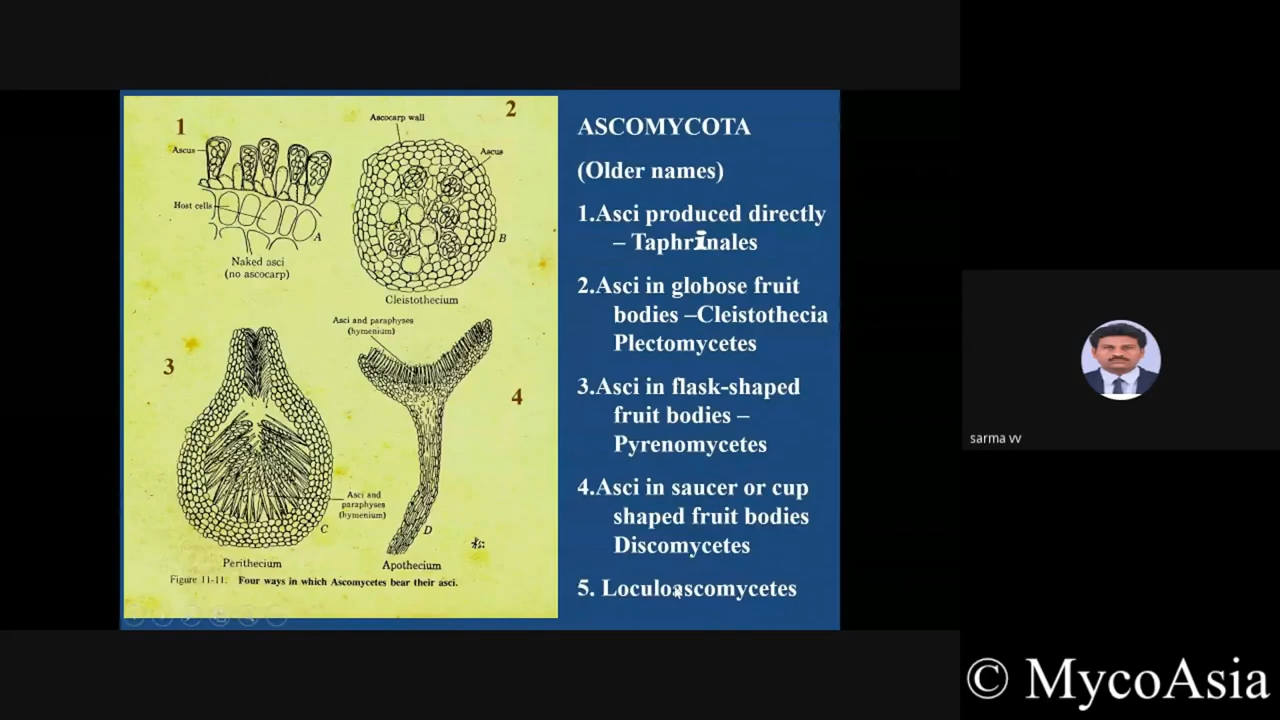 1
2
Ascocarp wall
Ascus
Ascus
Host cells
A
B
Naked asci
(no ascocarp)
Cleistothecium
Asci and paraphyses
(hymenium)
3
4
Asci and
paraphyses
(hymenium)
C
D
Perithecium
Apothecium
Figure 11-11. Four ways in which Ascomycetes bear their asci.
ASCOMYCOTA
(Older names)
1.Asci produced directly
– Taphrinales
2.Asci in globose fruit
bodies –Cleistothecia
Plectomycetes
3.Asci in flask-shaped
fruit bodies –
Pyrenomycetes
4.Asci in saucer or cup
shaped fruit bodies
Discomycetes
5. Loculoascomycetes
sarma vv
© MycoAsia